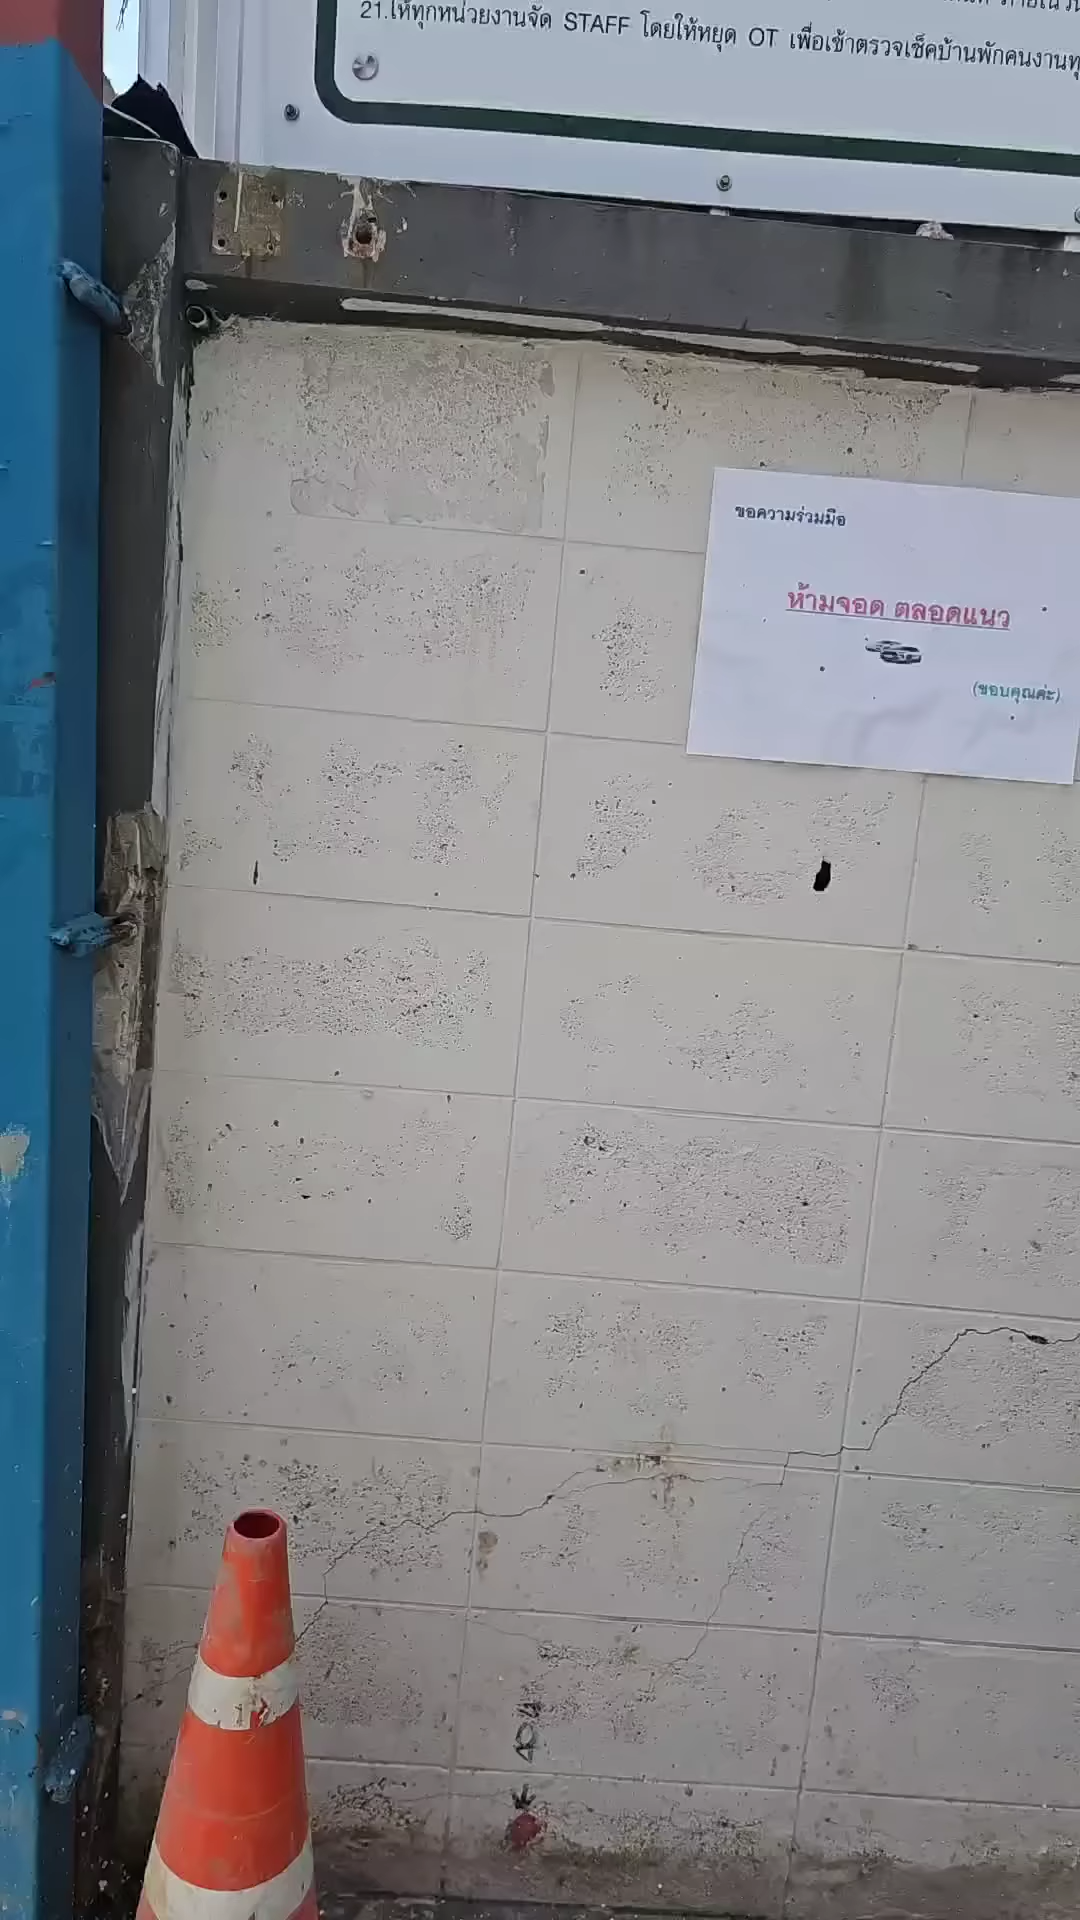 21.ให้ทุกหน่วยงานจัด STAFF โดยให้หยุด OT เพื่อเข้าตรวจเช็คบ้านพักคนงาน
ขอความร่วมมือ
ห้ามจอด ตลอดแนว
(ขอบคุณค่ะ)